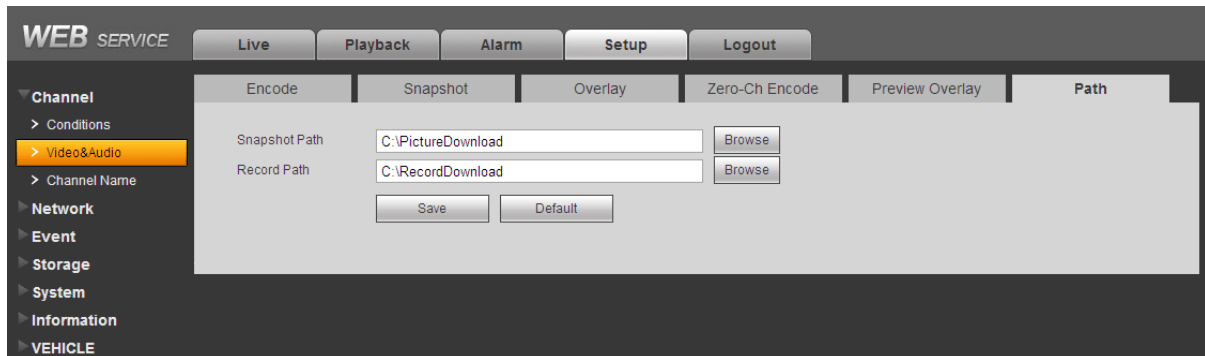 WEB SERVICE
Live Playback Alarm Setup Logout
Encode Snapshot Overlay Zero-Ch Encode Preview Overlay Path
Channel
> Conditions
> Video&Audio
> Channel Name
Network
Event
Storage
System
Information
VEHICLE
Snapshot Path C:\PictureDownload Browse
Record Path C:\RecordDownload Browse
Save Default